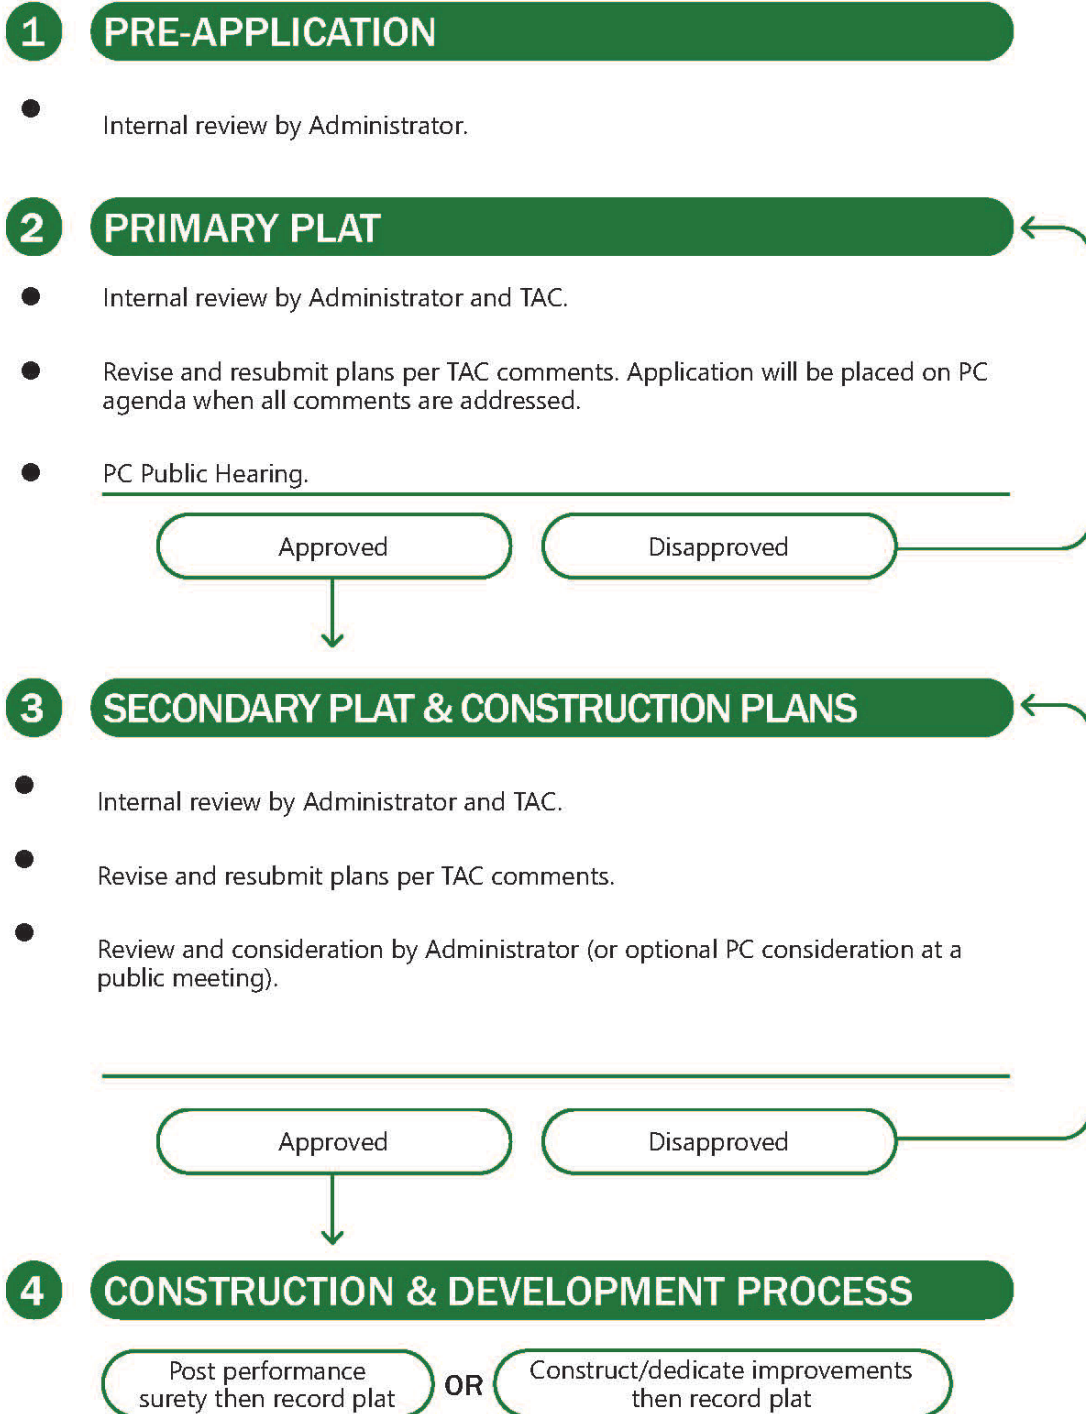 1 PRE-APPLICATION
● Internal review by Administrator.
2 PRIMARY PLAT
● Internal review by Administrator and TAC.
● Revise and resubmit plans per TAC comments. Application will be placed on PC
agenda when all comments are addressed.
● PC Public Hearing.
Approved Disapproved
3 SECONDARY PLAT & CONSTRUCTION PLANS
● Internal review by Administrator and TAC.
● Revise and resubmit plans per TAC comments.
● Review and consideration by Administrator (or optional PC consideration at a
public meeting).
Approved Disapproved
4 CONSTRUCTION & DEVELOPMENT PROCESS
Post performance
surety then record plat
OR
Construct/dedicate improvements
then record plat